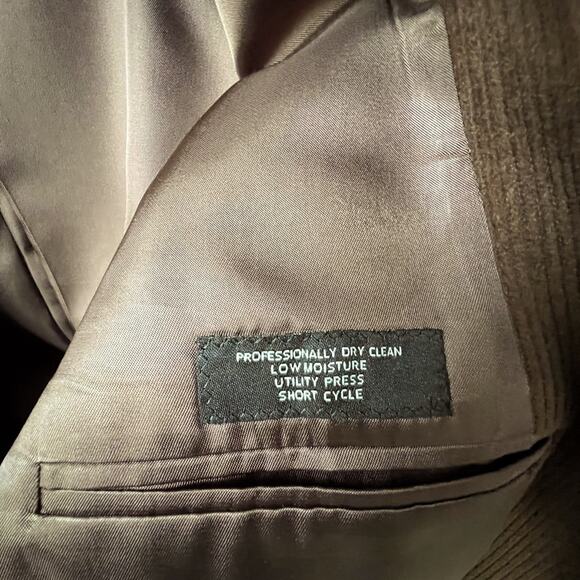 PROFESSIONALLY DRY CLEAN
LOW MOISTURE
UTILITY PRESS
SHORT CYCLE